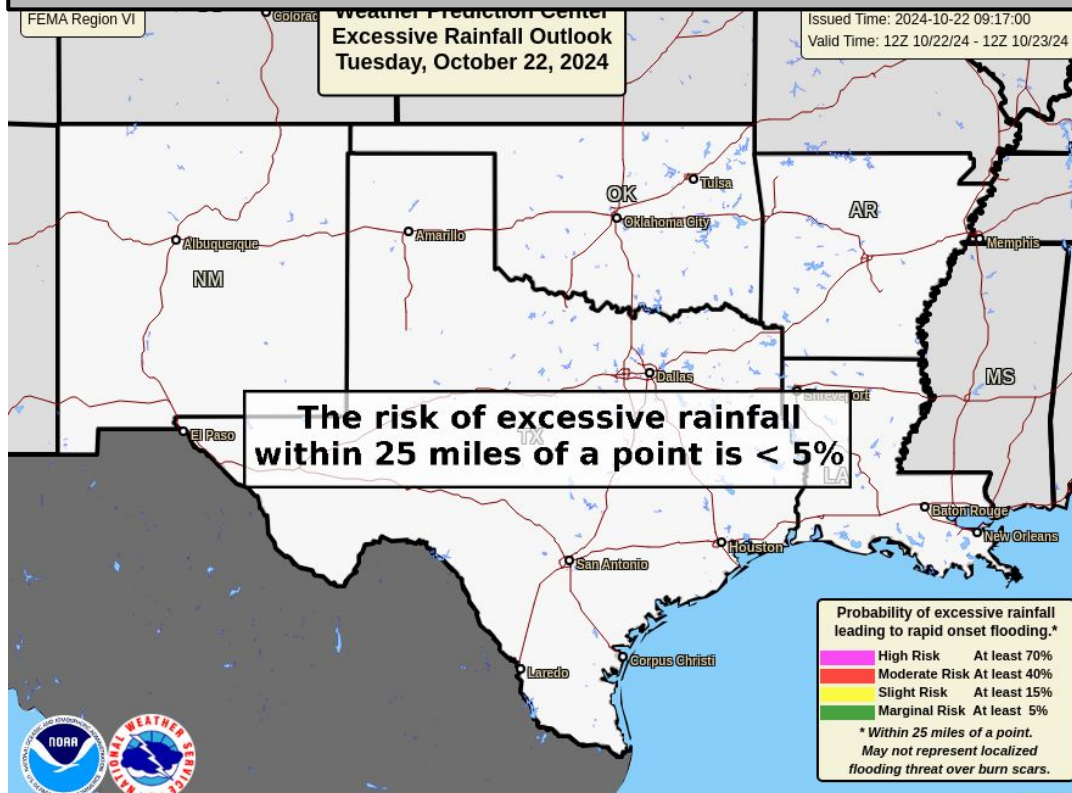 FEMA Region VI
Weather Prediction Center
Excessive Rainfall Outlook
Tuesday, October 22, 2024
Issued Time: 2024-10-22 09:17:00
Valid Time: 12Z 10/22/24 - 12Z 10/23/24
Colorad
Tulsa
OK
Oklahoma City
AR
Amarillo
Albuquerque
Memphis
NM
Dallas
MS
Shreveport
The risk of excessive rainfall
within 25 miles of a point is < 5%
El Paso
TX
LA
Baton Rouge
New Orleans
Houston
San Antonio
Corpus Christi
Laredo
Probability of excessive rainfall
leading to rapid onset flooding.*
High Risk At least 70%
Moderate Risk At least 40%
Slight Risk At least 15%
Marginal Risk At least 5%
* Within 25 miles of a point.
May not represent localized
flooding threat over burn scars.
NOAA
NATIONAL WEATHER SERVICE